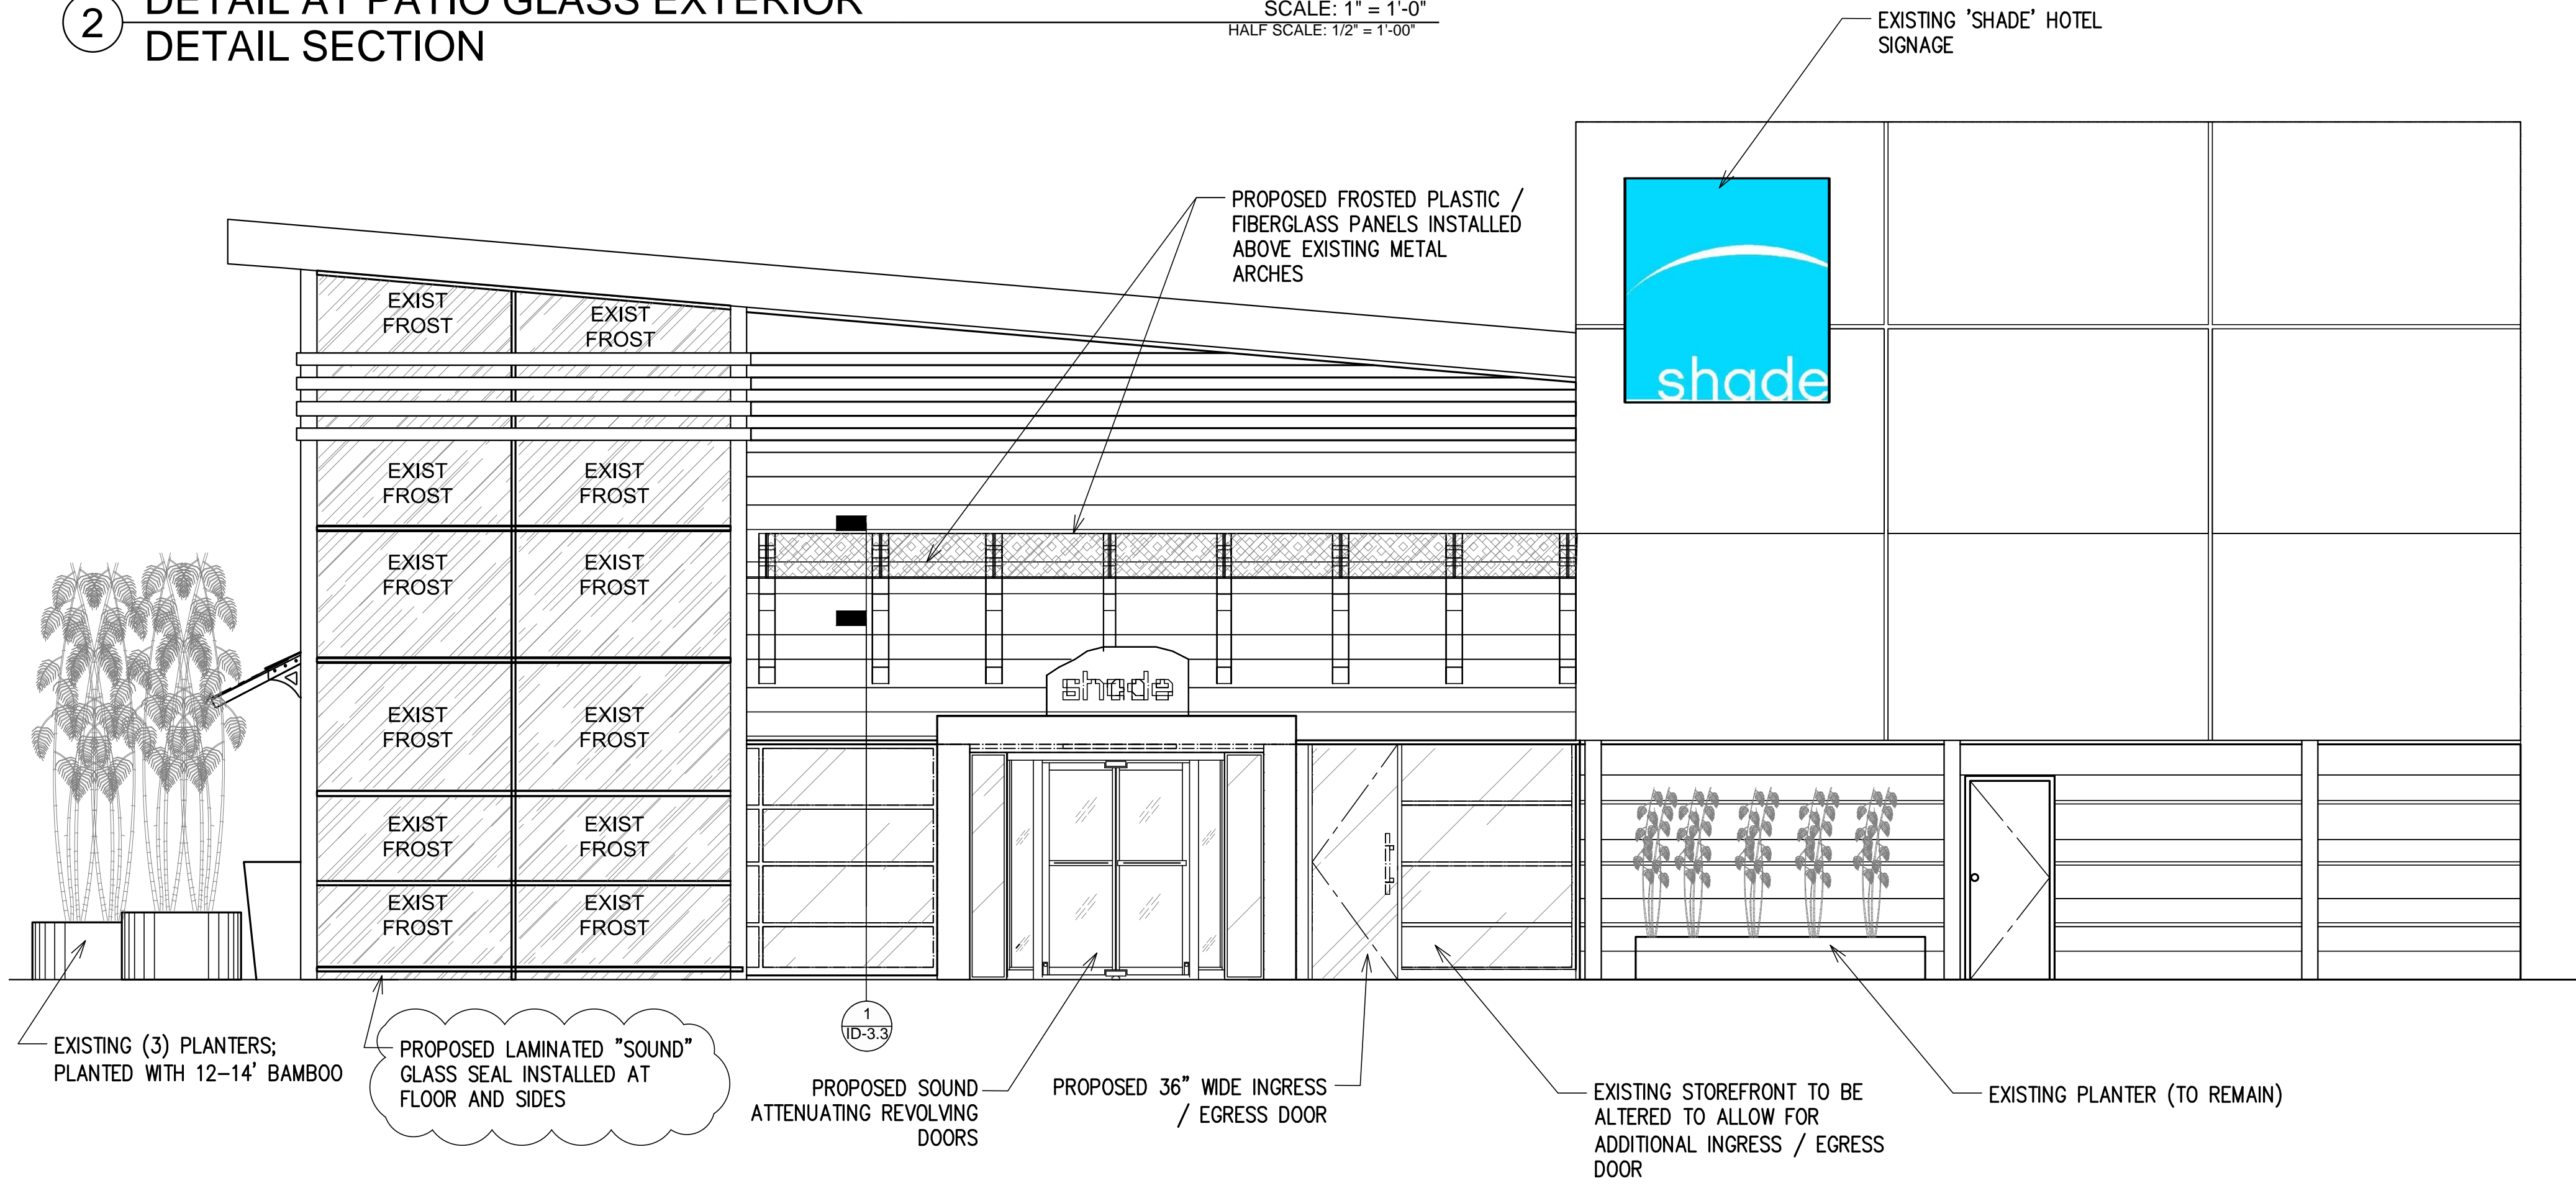 2
DETAIL AT PATIO GLASS EXTERIOR
DETAIL SECTION
SCALE: 1" = 1'-0"
HALF SCALE: 1/2" = 1'-00"
EXISTING 'SHADE' HOTEL
SIGNAGE
PROPOSED FROSTED PLASTIC /
FIBERGLASS PANELS INSTALLED
ABOVE EXISTING METAL
ARCHES
shade
EXIST
FROST
EXIST
FROST
EXIST
FROST
EXIST
FROST
EXIST
FROST
EXIST
FROST
EXIST
FROST
EXIST
FROST
EXIST
FROST
EXIST
FROST
EXIST
FROST
EXIST
FROST
shade
1
ID-3.3
EXISTING (3) PLANTERS;
PLANTED WITH 12-14' BAMBOO
PROPOSED LAMINATED "SOUND"
GLASS SEAL INSTALLED AT
FLOOR AND SIDES
PROPOSED SOUND
ATTENUATING REVOLVING
DOORS
PROPOSED 36" WIDE INGRESS
/ EGRESS DOOR
EXISTING STOREFRONT TO BE
ALTERED TO ALLOW FOR
ADDITIONAL INGRESS / EGRESS
DOOR
EXISTING PLANTER (TO REMAIN)